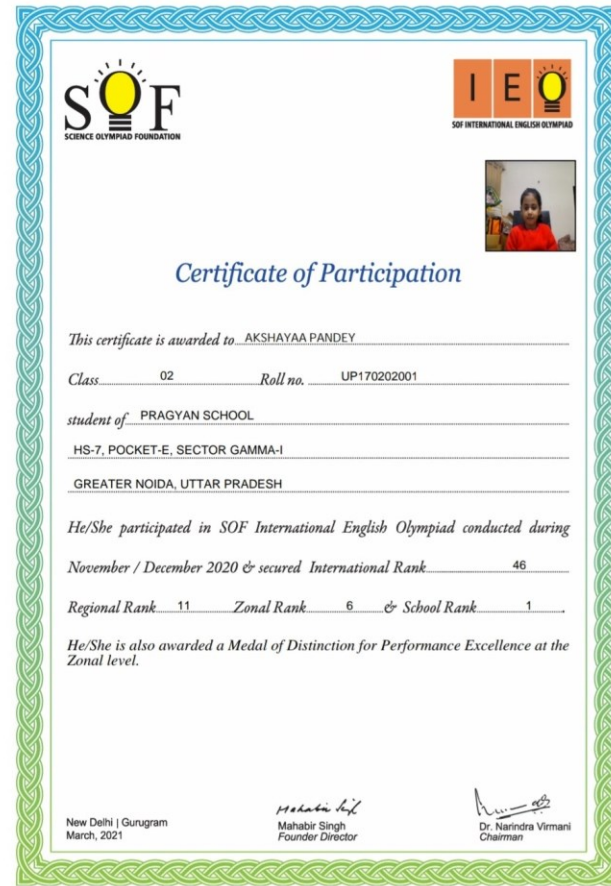 SOF
SCIENCE OLYMPIAD FOUNDATION
IEO
SOF INTERNATIONAL ENGLISH OLYMPIAD
Certificate of Participation
This certificate is awarded to AKSHAYAA PANDEY
Class 02 Roll no. UP170202001
student of PRAGYAN SCHOOL
HS-7, POCKET-E, SECTOR GAMMA-I
GREATER NOIDA, UTTAR PRADESH
He/She participated in SOF International English Olympiad conducted during
November / December 2020 & secured International Rank 46
Regional Rank 11 Zonal Rank 6 & School Rank 1.
He/She is also awarded a Medal of Distinction for Performance Excellence at the
Zonal level.
Mahabir Singh
New Delhi | Gurugram
March, 2021
Mahabir Singh
Founder Director
Dr. Narindra Virmani
Chairman